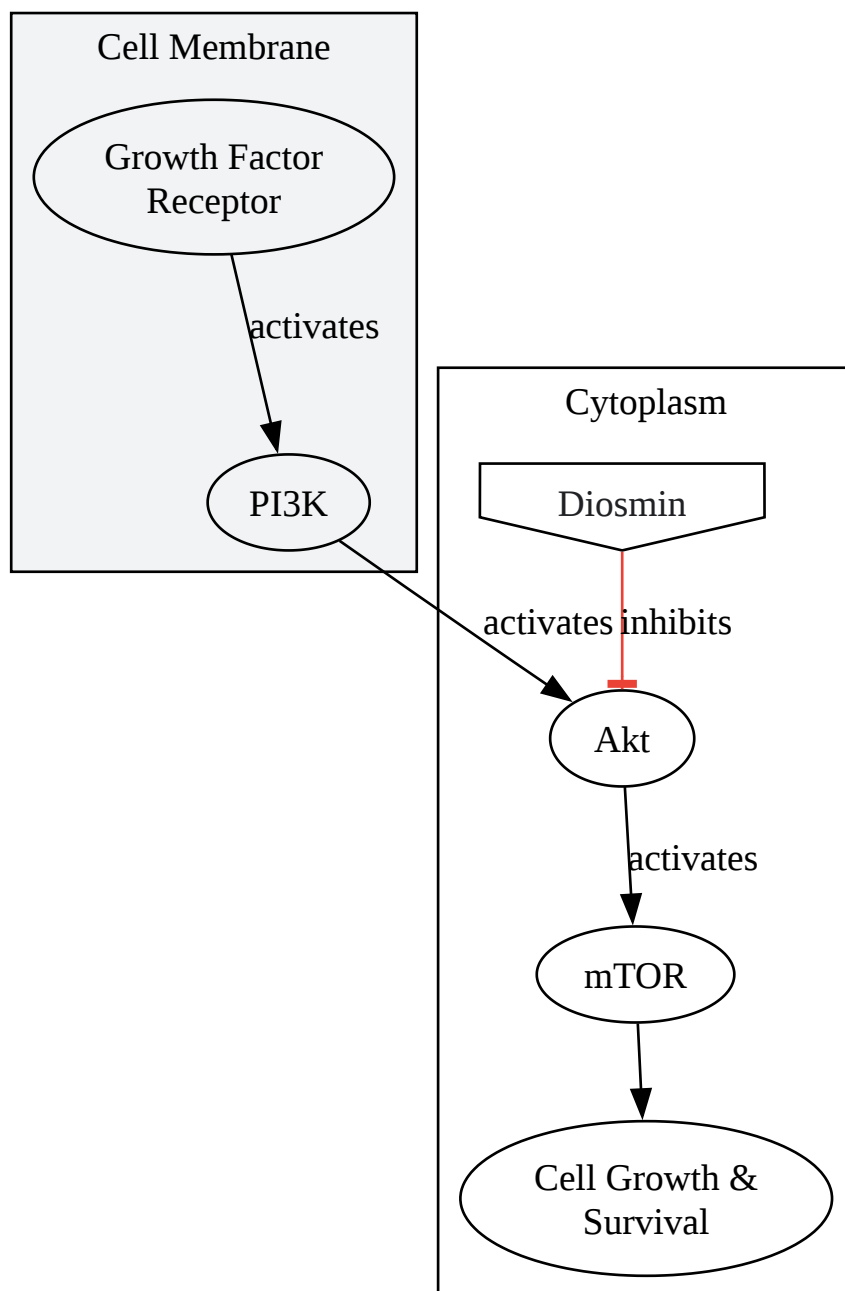 Cell Membrane
Growth Factor
Receptor
activates
PI3K
Cytoplasm
Diosmin
activates
inhibits
Akt
activates
mTOR
Cell Growth &
Survival